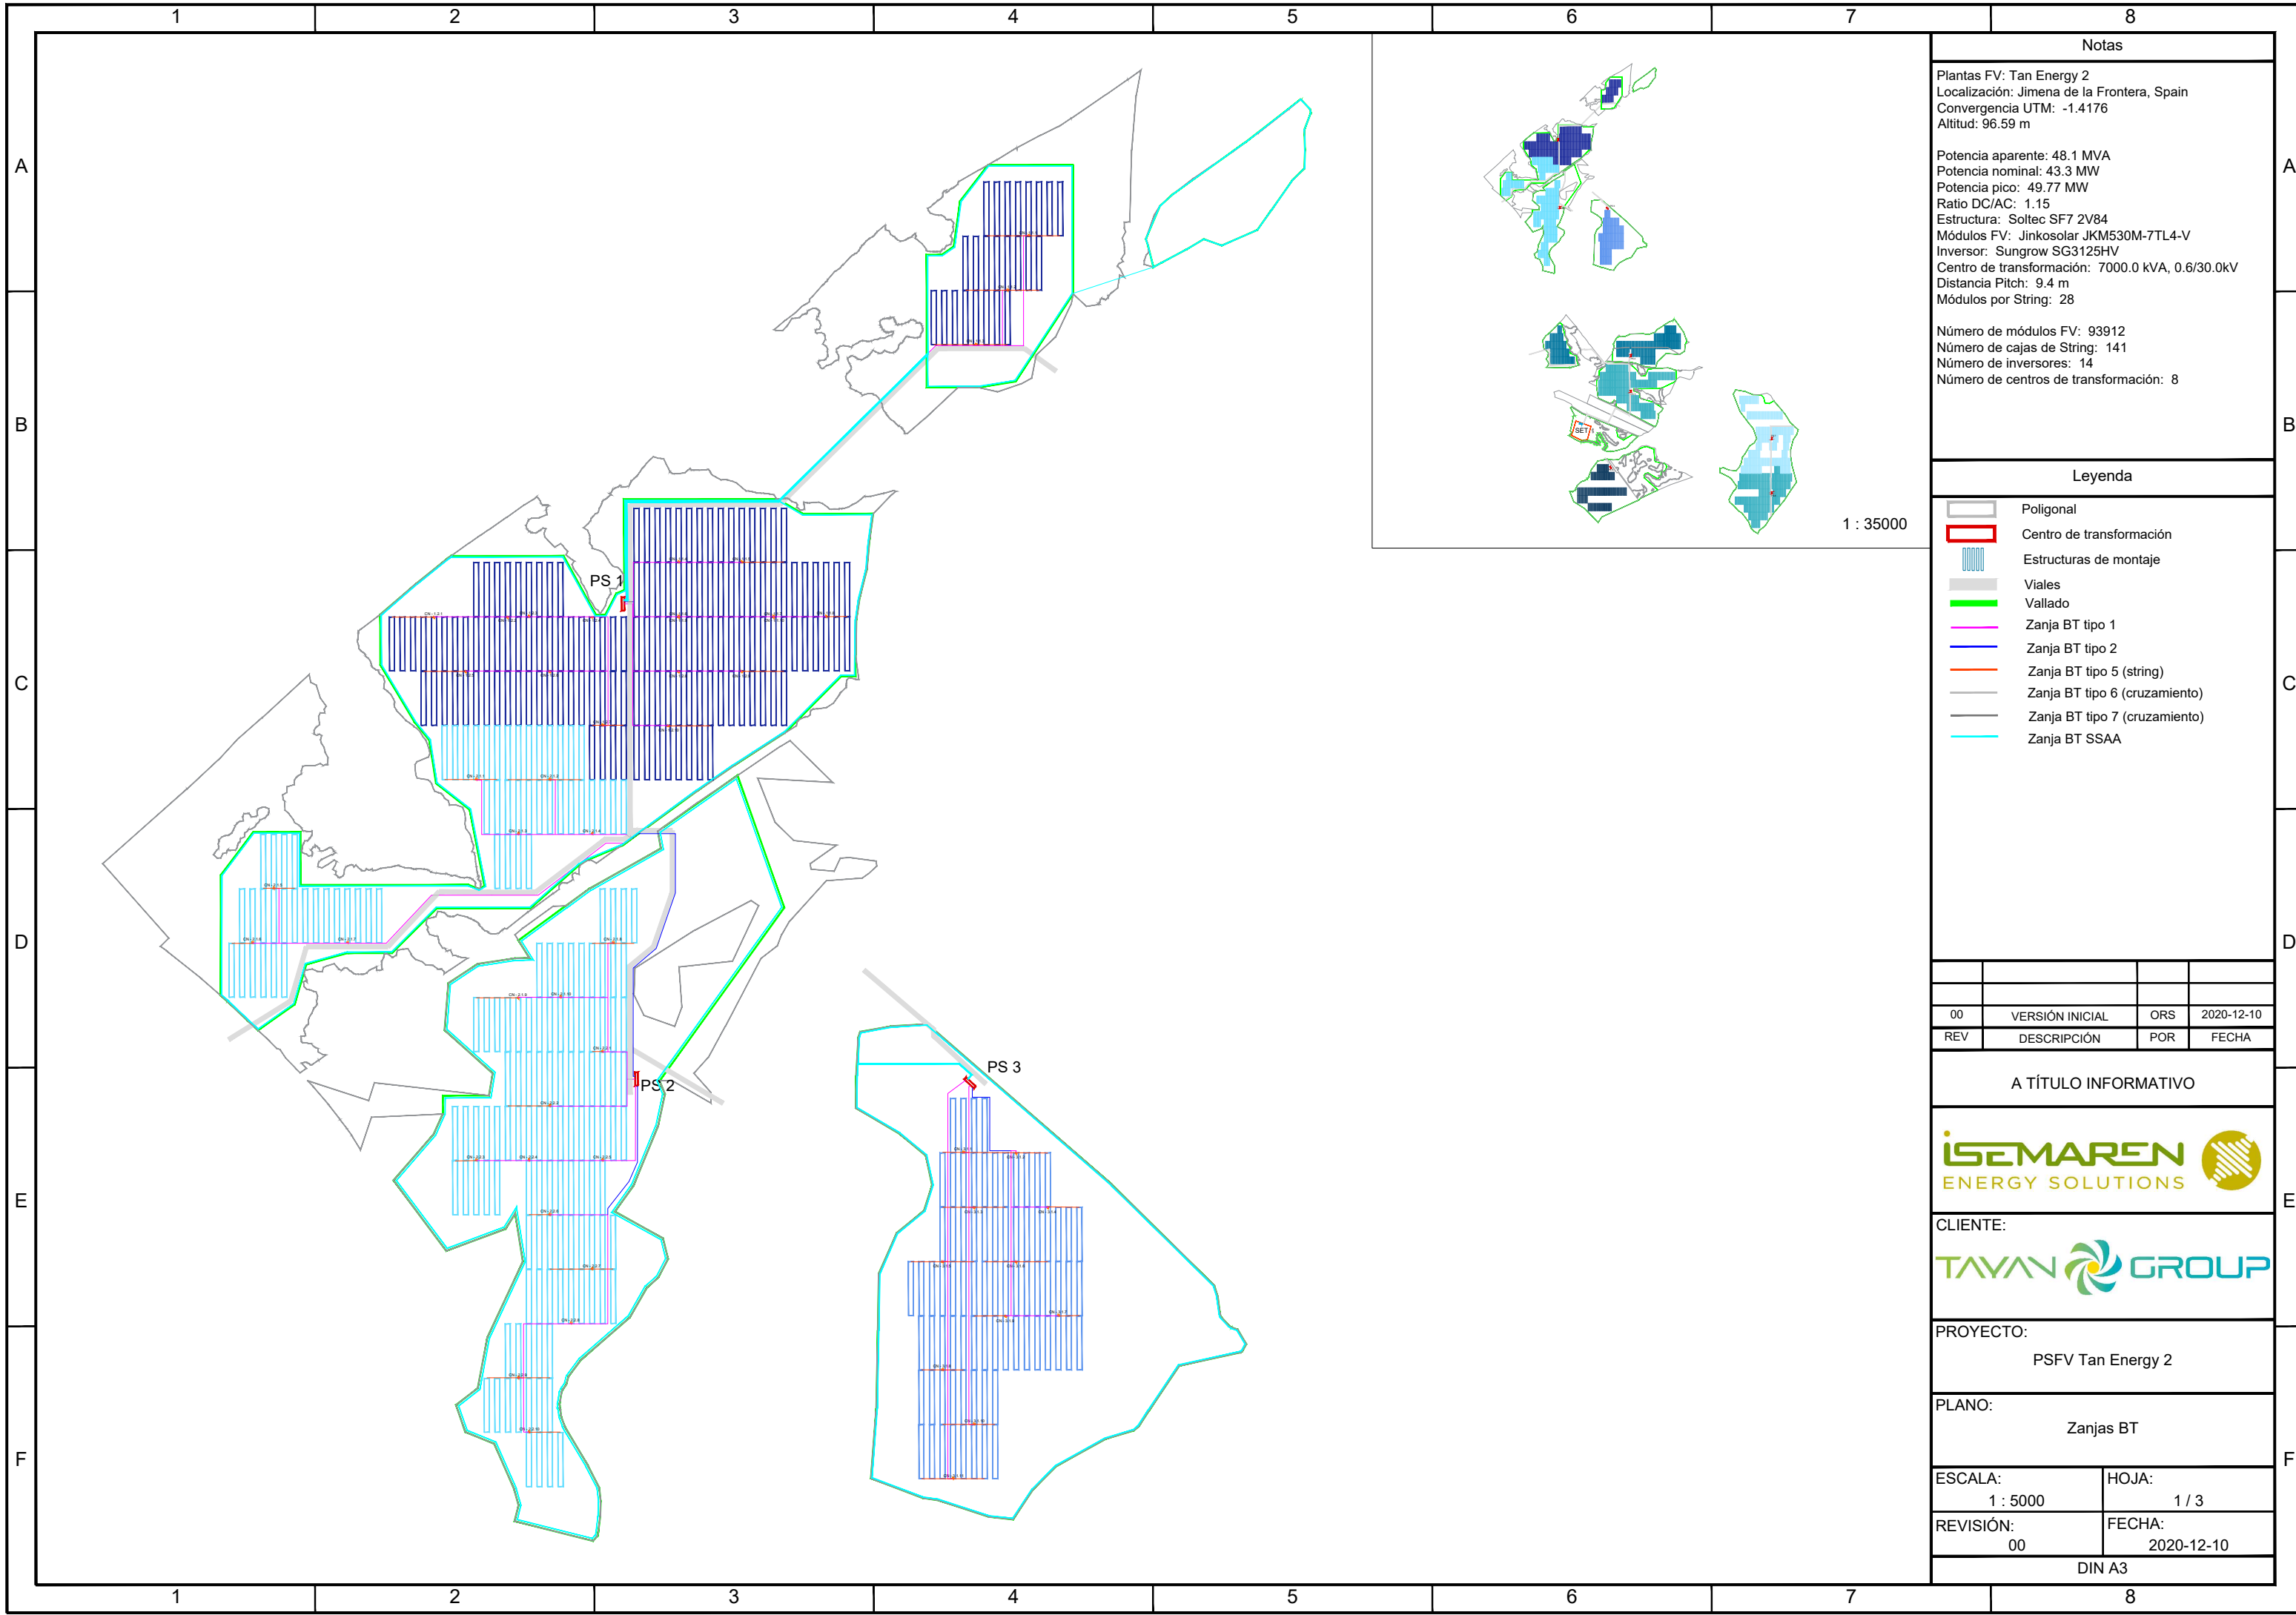 1 2 3 4 5 6 7 8
A
B
C
D
E
F
PS 1
PS 2
PS 3
SET
1 : 35000
Notas
Plantas FV: Tan Energy 2
Localización: Jimena de la Frontera, Spain
Convergencia UTM: -1.4176
Altitud: 96.59 m
Potencia aparente: 48.1 MVA
Potencia nominal: 43.3 MW
Potencia pico: 49.77 MW
Ratio DC/AC: 1.15
Estructura: Soltec SF7 2V84
Módulos FV: Jinkosolar JKM530M-7TL4-V
Inversor: Sungrow SG3125HV
Centro de transformación: 7000.0 kVA, 0.6/30.0kV
Distancia Pitch: 9.4 m
Módulos por String: 28
Número de módulos FV: 93912
Número de cajas de String: 141
Número de inversores: 14
Número de centros de transformación: 8
Leyenda
Poligonal
Centro de transformación
Estructuras de montaje
Viales
Vallado
Zanja BT tipo 1
Zanja BT tipo 2
Zanja BT tipo 5 (string)
Zanja BT tipo 6 (cruzamiento)
Zanja BT tipo 7 (cruzamiento)
Zanja BT SSAA
00 VERSIÓN INICIAL ORS 2020-12-10
REV DESCRIPCIÓN POR FECHA
A TÍTULO INFORMATIVO
iSEMAREN
ENERGY SOLUTIONS
CLIENTE:
TAYAN GROUP
PROYECTO:
PSFV Tan Energy 2
PLANO:
Zanjas BT
ESCALA: HOJA:
1 : 5000 1 / 3
REVISIÓN: FECHA:
00 2020-12-10
DIN A3
A
B
C
D
E
F
1 2 3 4 5 6 7 8